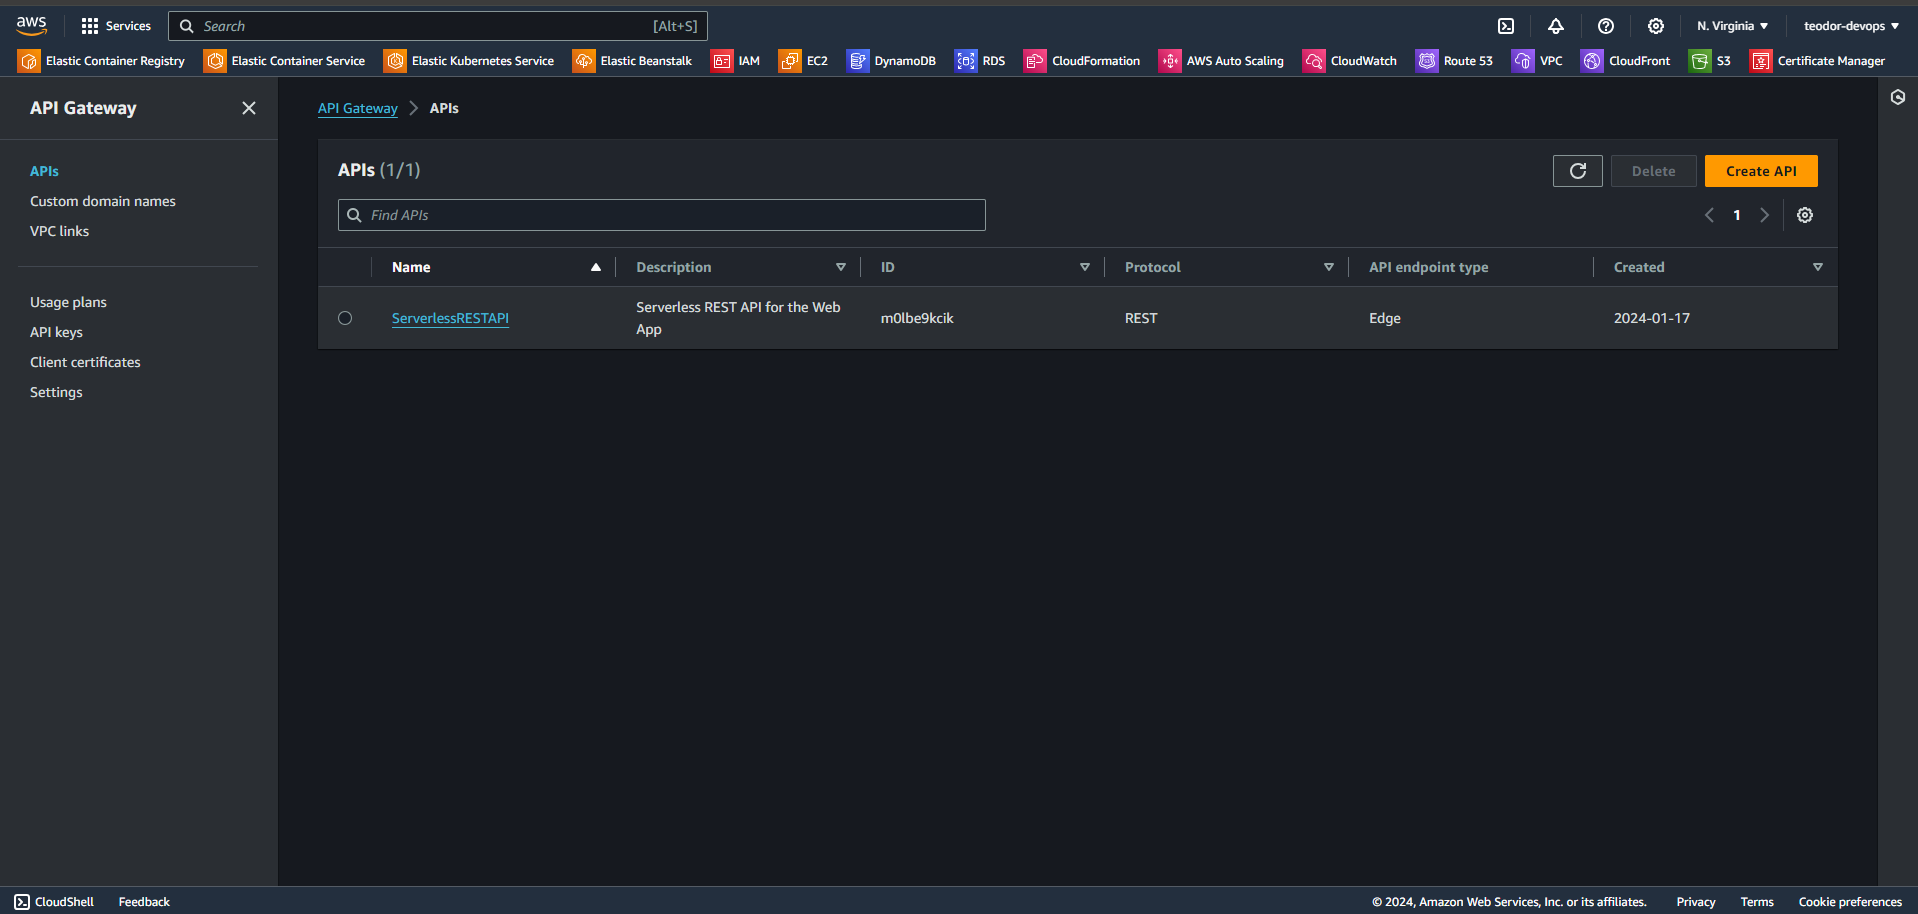 aws
Services
Search [Alt+S]
N. Virginia
teodor-devops
Elastic Container Registry
Elastic Container Service
Elastic Kubernetes Service
Elastic Beanstalk
IAM
EC2
DynamoDB
RDS
CloudFormation
AWS Auto Scaling
CloudWatch
Route 53
VPC
CloudFront
S3
Certificate Manager
API Gateway
APIs
Custom domain names
VPC links
Usage plans
API keys
Client certificates
Settings
API Gateway
APIs
APIs (1/1)
Delete
Create API
Find APIs
1
Name
Description
ID
Protocol
API endpoint type
Created
ServerlessRESTAPI
Serverless REST API for the Web
App
m0lbe9kcik
REST
Edge
2024-01-17
CloudShell
Feedback
© 2024, Amazon Web Services, Inc. or its affiliates.
Privacy
Terms
Cookie preferences